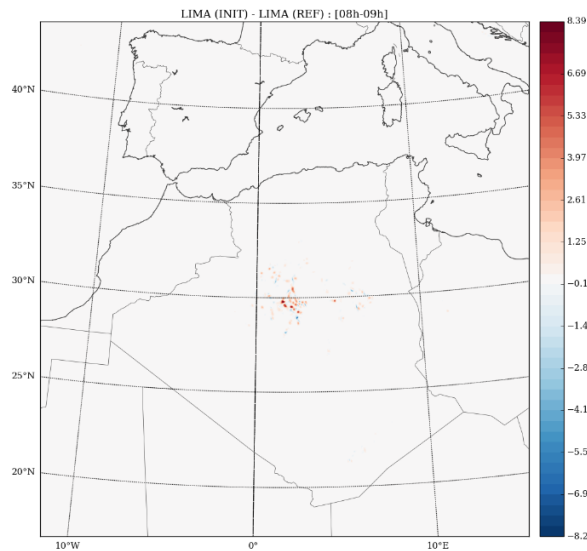 LIMA (INIT) - LIMA (REF) : [08h-09h]
8.39
6.69
5.33
3.97
2.61
1.25
−0.1
−1.4
−2.8
−4.1
−5.5
−6.9
−8.2
40°N
35°N
30°N
25°N
20°N
10°W
0°
10°E